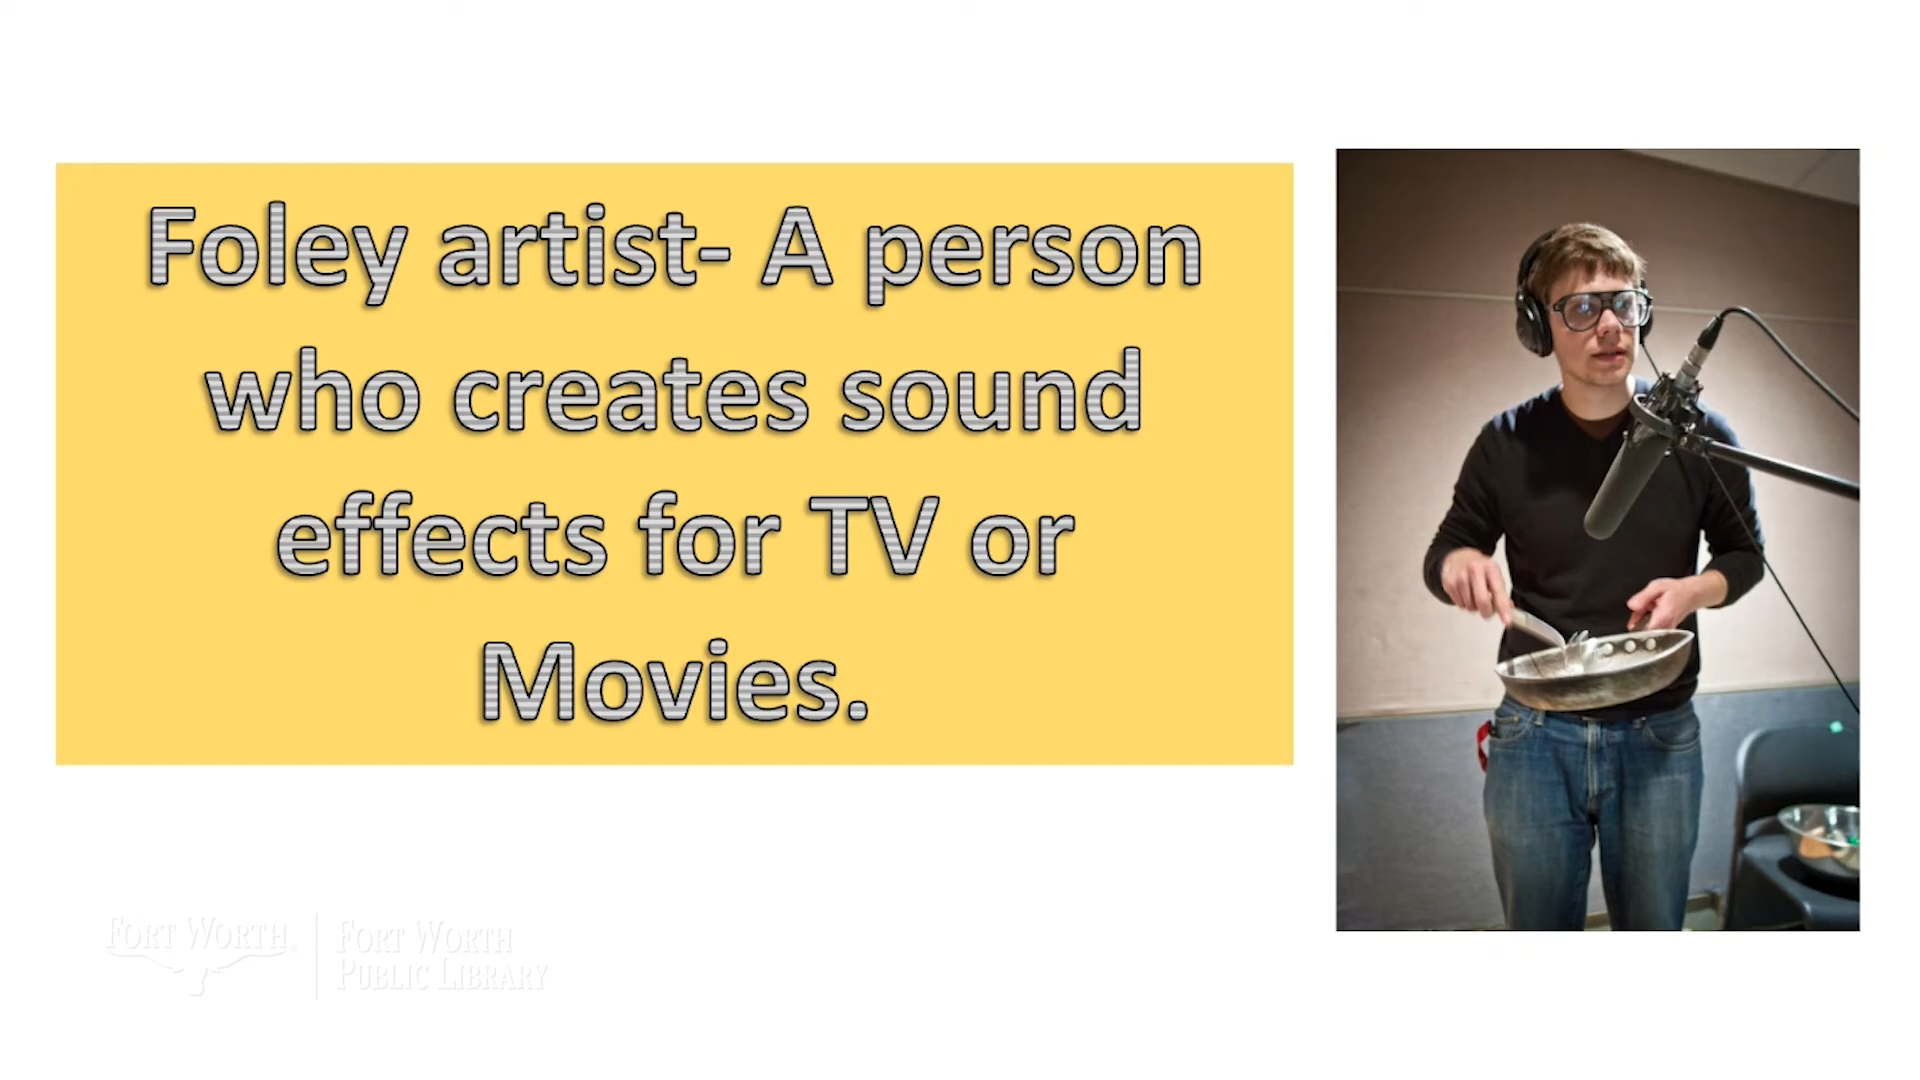 Foley artist- A person
who creates sound
effects for TV or
Movies.
FORT WORTH®
FORT WORTH
PUBLIC LIBRARY